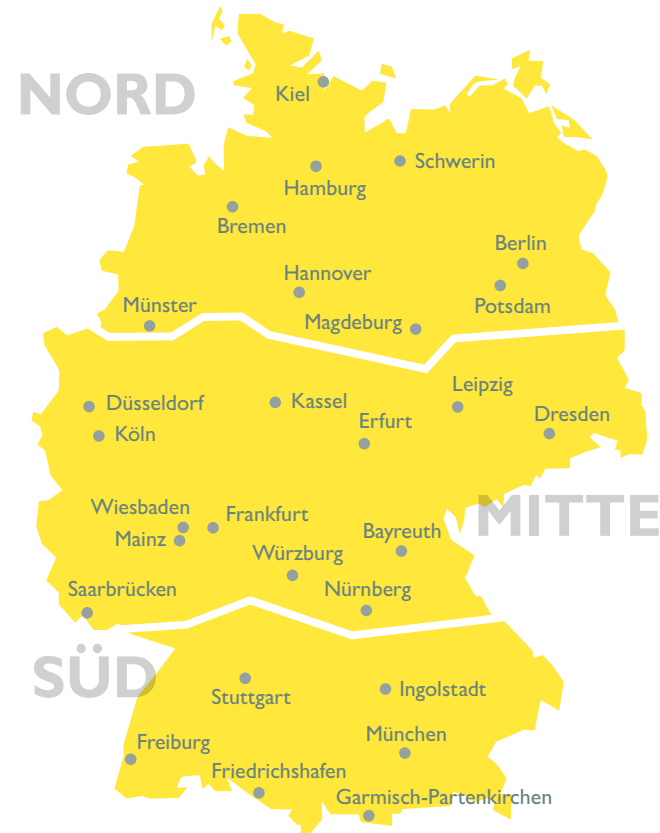 NORD
Kiel
Schwerin
Hamburg
Bremen
Berlin
Hannover
Potsdam
Münster
Magdeburg
Leipzig
Düsseldorf
Kassel
Dresden
Erfurt
Köln
Wiesbaden
Frankfurt
MITTE
Bayreuth
Mainz
Würzburg
Saarbrücken
Nürnberg
SÜD
Stuttgart
Ingolstadt
München
Freiburg
Friedrichshafen
Garmisch-Partenkirchen